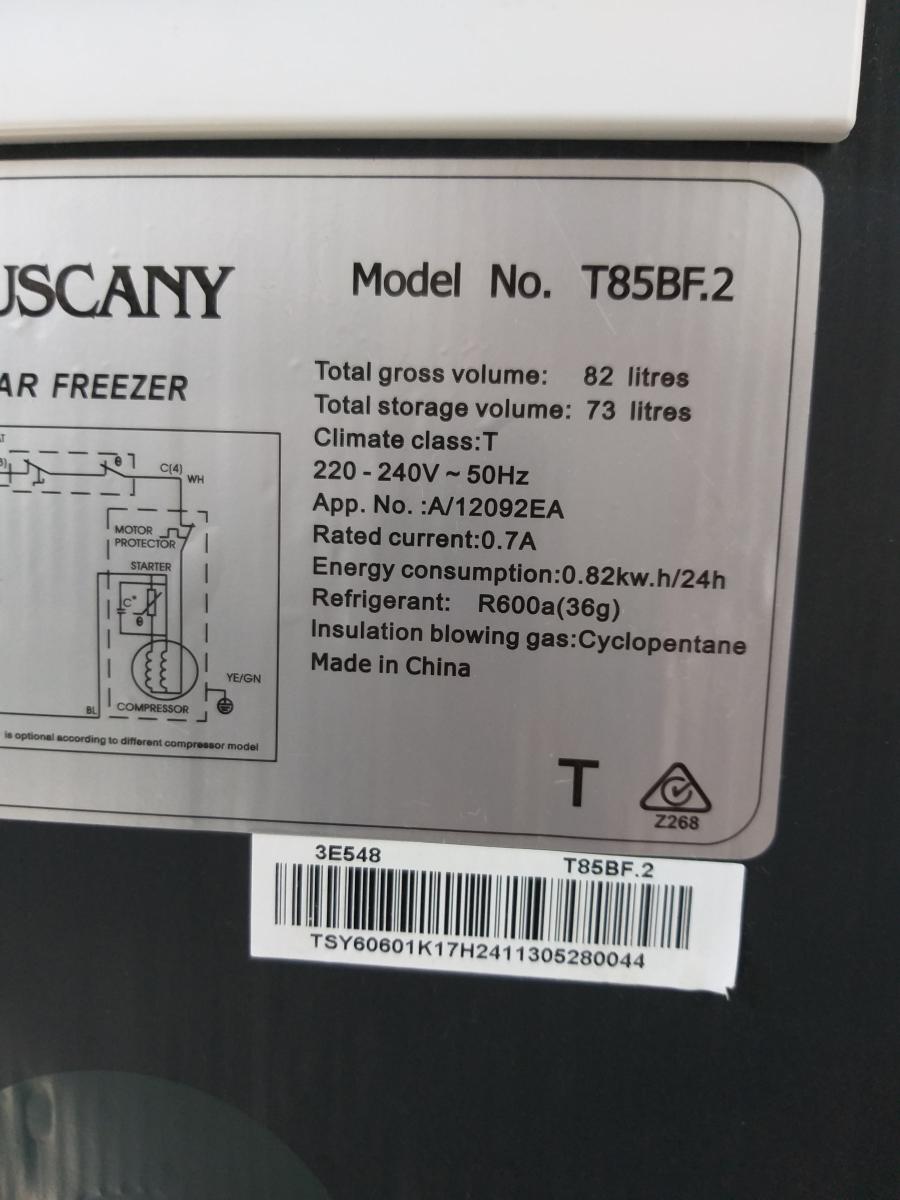 USCANY
Model No. T85BF.2
AR FREEZER
Total gross volume: 82 litres
Total storage volume: 73 litres
Climate class:T
220 - 240V ~ 50Hz
App. No. :A/12092EA
Rated current:0.7A
Energy consumption:0.82kw.h/24h
Refrigerant: R600a(36g)
Insulation blowing gas:Cyclopentane
Made in China
θ
C(4)
WH
MOTOR
PROTECTOR
STARTER
C*
θ
YE/GN
BL
COMPRESSOR
is optional according to different compressor model
T
Z268
3E548 T85BF.2
TSY60601K17H2411305280044